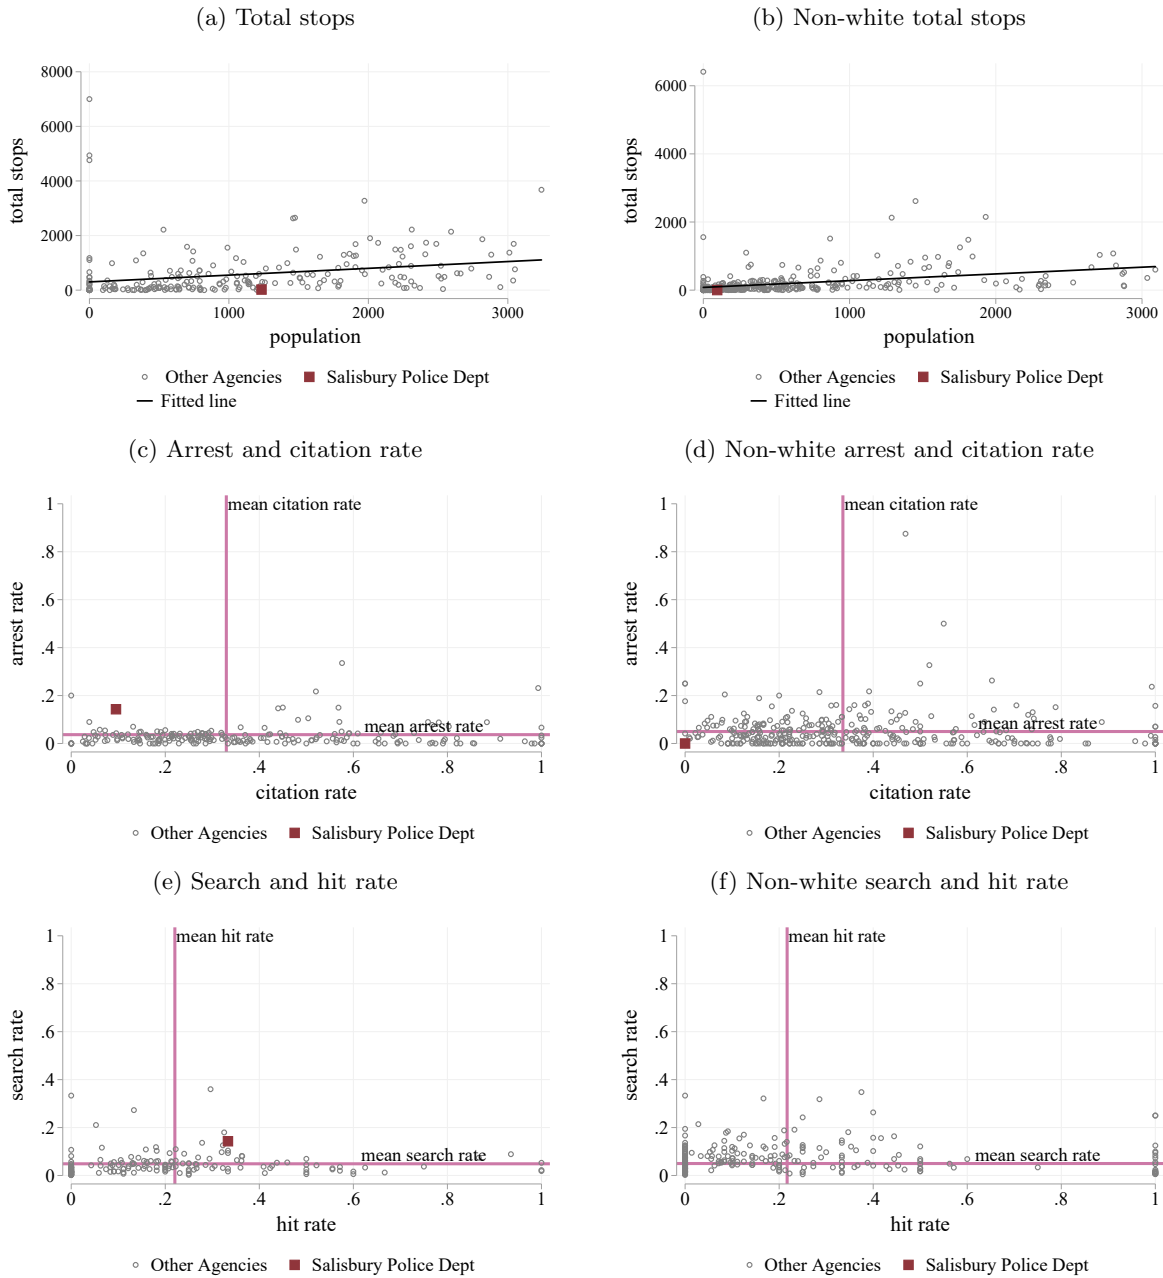 (a) Total stops
(b) Non-white total stops
8000
6000
4000
2000
0
total stops
0 1000 2000 3000
population
6000
4000
2000
0
total stops
0 1000 2000 3000
population
Other Agencies Salisbury Police Dept
Fitted line
Other Agencies Salisbury Police Dept
Fitted line
(c) Arrest and citation rate
(d) Non-white arrest and citation rate
1
.8
.6
.4
.2
0
arrest rate
mean citation rate
mean arrest rate
0 .2 .4 .6 .8 1
citation rate
1
.8
.6
.4
.2
0
arrest rate
mean citation rate
mean arrest rate
0 .2 .4 .6 .8 1
citation rate
Other Agencies Salisbury Police Dept
Other Agencies Salisbury Police Dept
(e) Search and hit rate
(f) Non-white search and hit rate
1
.8
.6
.4
.2
0
search rate
mean hit rate
mean search rate
0 .2 .4 .6 .8 1
hit rate
1
.8
.6
.4
.2
0
search rate
mean hit rate
mean search rate
0 .2 .4 .6 .8 1
hit rate
Other Agencies Salisbury Police Dept
Other Agencies Salisbury Police Dept